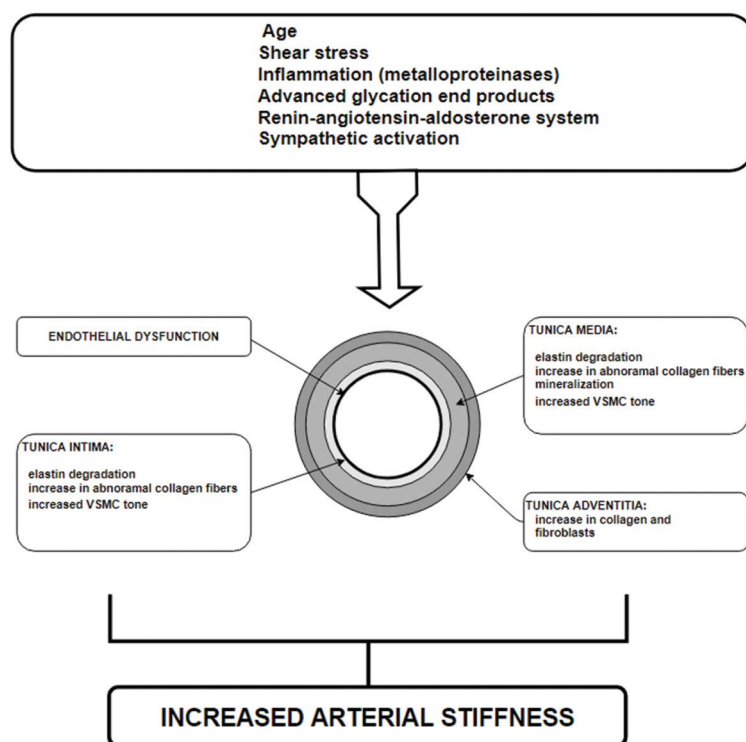 Age
Shear stress
Inflammation (metalloproteinases)
Advanced glycation end products
Renin-angiotensin-aldosterone system
Sympathetic activation
ENDOTHELIAL DYSFUNCTION
TUNICA MEDIA:
elastin degradation
increase in abnoramal collagen fibers
mineralization
increased VSMC tone
TUNICA INTIMA:
elastin degradation
increase in abnoramal collagen fibers
increased VSMC tone
TUNICA ADVENTITIA:
increase in collagen and
fibroblasts
INCREASED ARTERIAL STIFFNESS